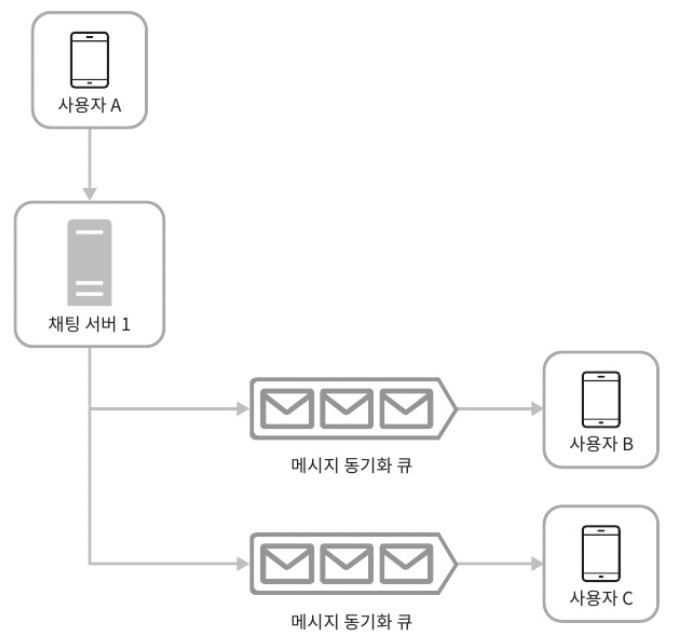 사용자 A
채팅 서버 1
사용자 B
메시지 동기화 큐
사용자 C
메시지 동기화 큐